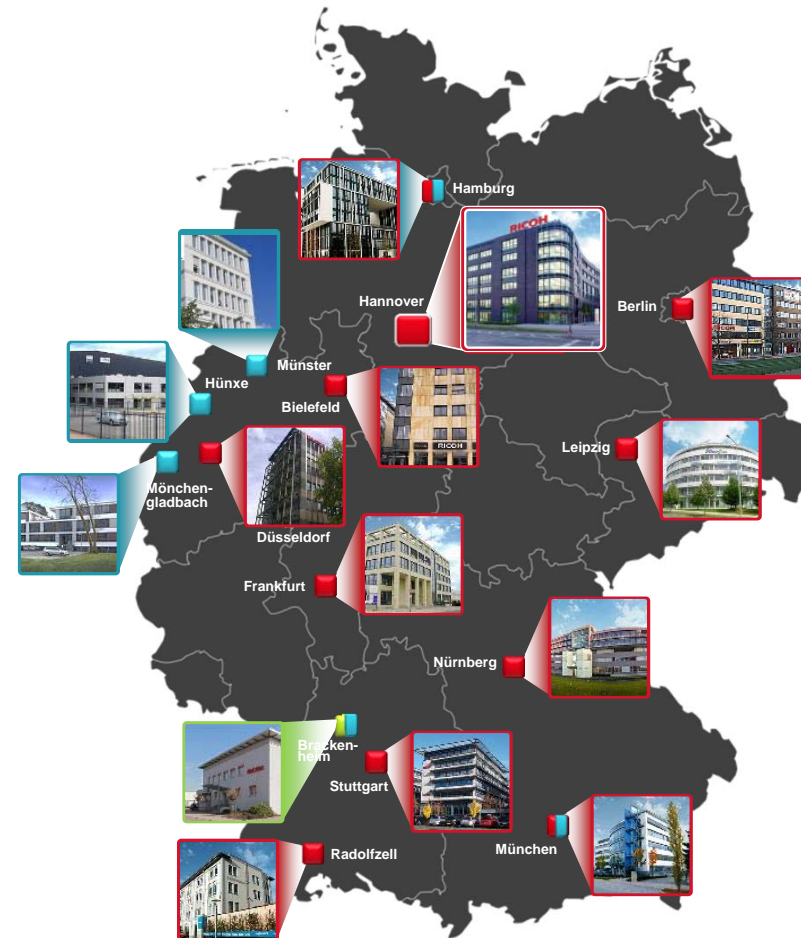 Hamburg
RICOH
Hannover
Berlin
Münster
Hünxe
Bielefeld
RICOH
Leipzig
Mönchen-
gladbach
Düsseldorf
Frankfurt
Nürnberg
Bracken-
heim
Stuttgart
München
Radolfzell